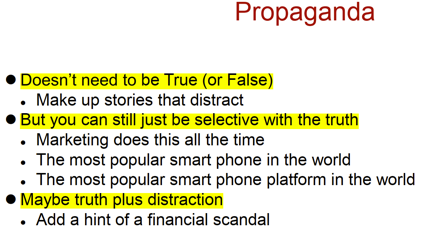 Propaganda
Doesn't need to be True (or False)
Make up stories that distract
But you can still just be selective with the truth
Marketing does this all the time
The most popular smart phone in the world
The most popular smart phone platform in the world
Maybe truth plus distraction
Add a hint of a financial scandal